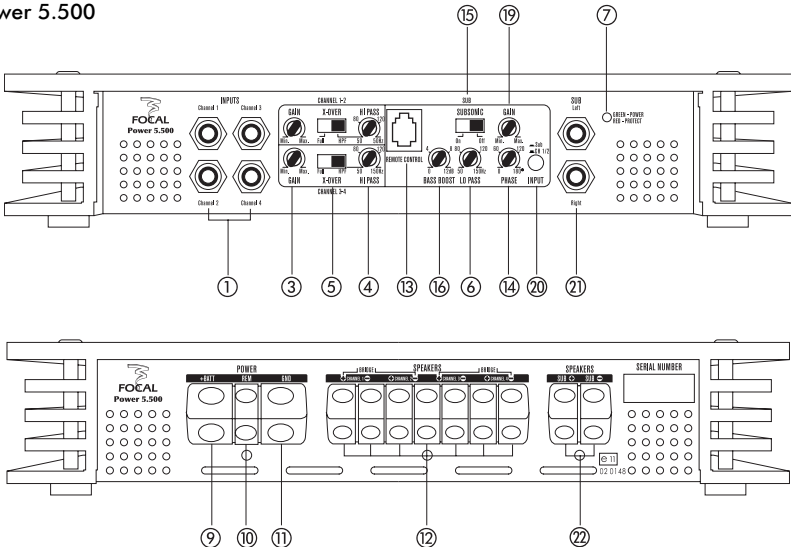 wer 5.500
⑮ ⑲ ⑦
INPUTS
Channel 1 Channel 3
CHANNEL 1-2
SUB
SUB
Left
FOCAL
Power 5.500
GAIN X-OVER HI PASS
SUBSONIC GAIN
GREEN - POWER
RED - PROTECT
80 120
Min. Max. Full HPF 50
On Off Min. Max.
Sub
CH 1/2
REMOTE CONTROL
4 8 80 120 60 120
Min. Max. Full HPF 50 150Hz
0 12dB 50 150Hz 0 180°
GAIN X-OVER HI PASS
BASS BOOST LO PASS PHASE INPUT
CHANNEL 3-4
Channel 2 Channel 4
Right
① ③ ⑤ ④ ⑬ ⑯ ⑥ ⑭ ⑳ ㉑
POWER
+BATT REM GND
BRIDGE SPEAKERS BRIDGE
+ CHANNEL 1 − + CHANNEL 2 − + CHANNEL 3 − + CHANNEL 4 −
SPEAKERS
SUB + SUB −
SERIAL NUMBER
FOCAL
Power 5.500
e 11
02 0148
⑨ ⑩ ⑪ ⑫ ㉒